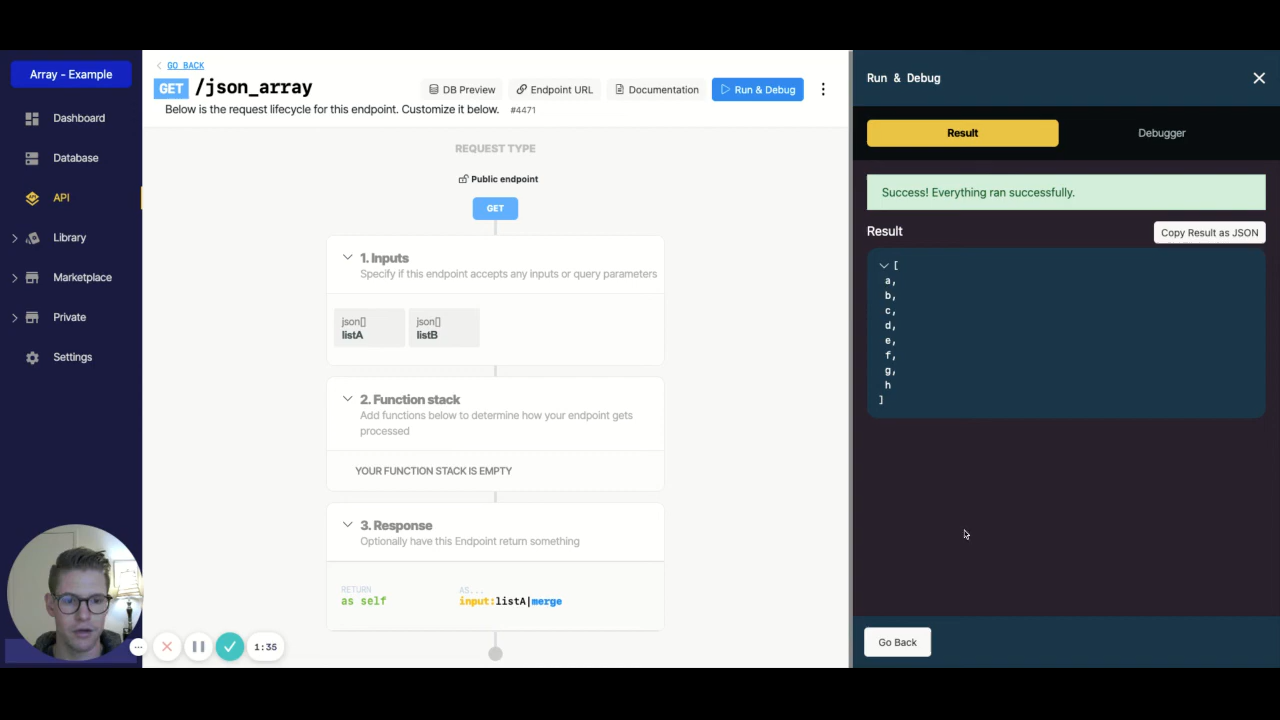 Array - Example
Dashboard
Database
API
Library
Marketplace
Private
Settings
GO BACK
GET /json_array
DB Preview
Endpoint URL
Documentation
Run & Debug
Below is the request lifecycle for this endpoint. Customize it below. #4471
REQUEST TYPE
Public endpoint
GET
1. Inputs
Specify if this endpoint accepts any inputs or query parameters
json[]
listA
json[]
listB
2. Function stack
Add functions below to determine how your endpoint gets
processed
YOUR FUNCTION STACK IS EMPTY
3. Response
Optionally have this Endpoint return something
RETURN
as self
AS...
input:listA|merge
1:35
Run & Debug
Result
Debugger
Success! Everything ran successfully.
Result
Copy Result as JSON
[
a,
b,
c,
d,
e,
f,
g,
h
]
Go Back